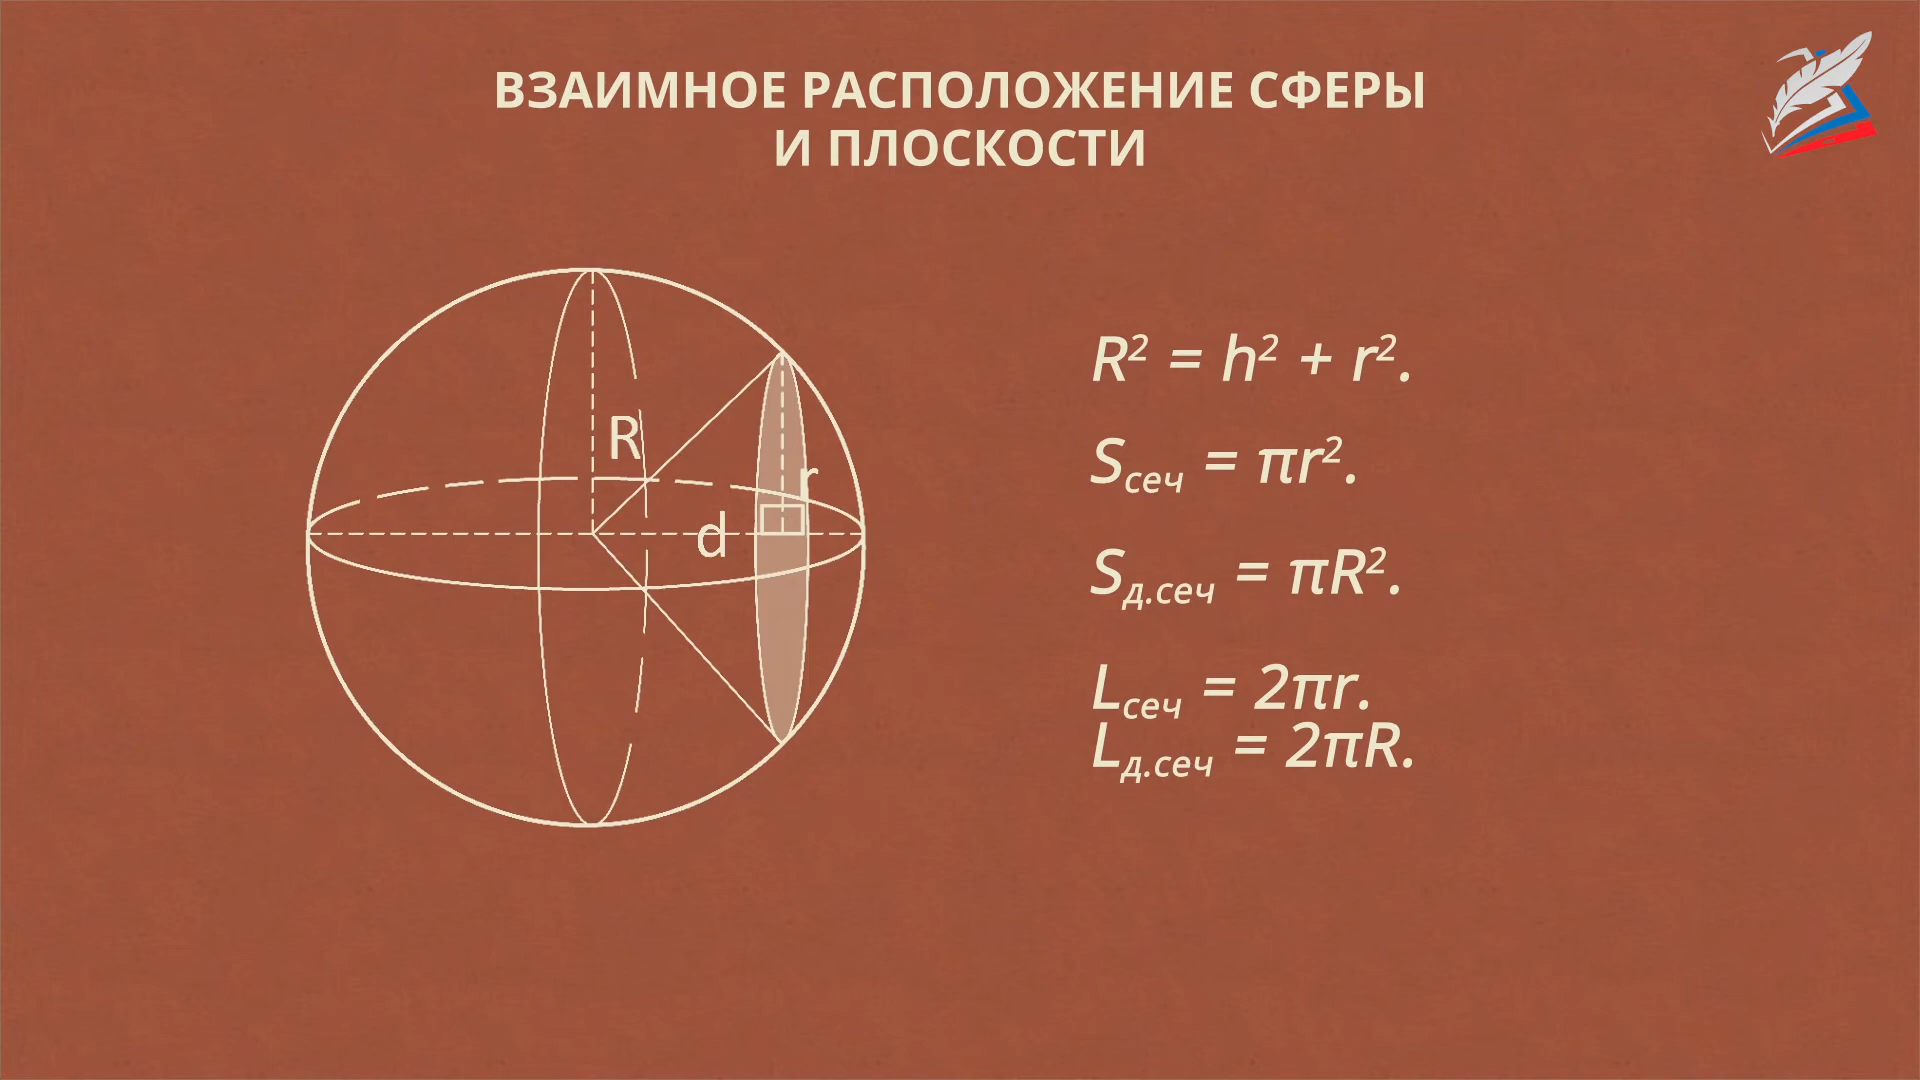 ВЗАИМНОЕ РАСПОЛОЖЕНИЕ СФЕРЫ
И ПЛОСКОСТИ
R
r
d
R² = h² + r².
Sсеч = πr².
Sд.сеч = πR².
Lсеч = 2πr.
Lд.сеч = 2πR.